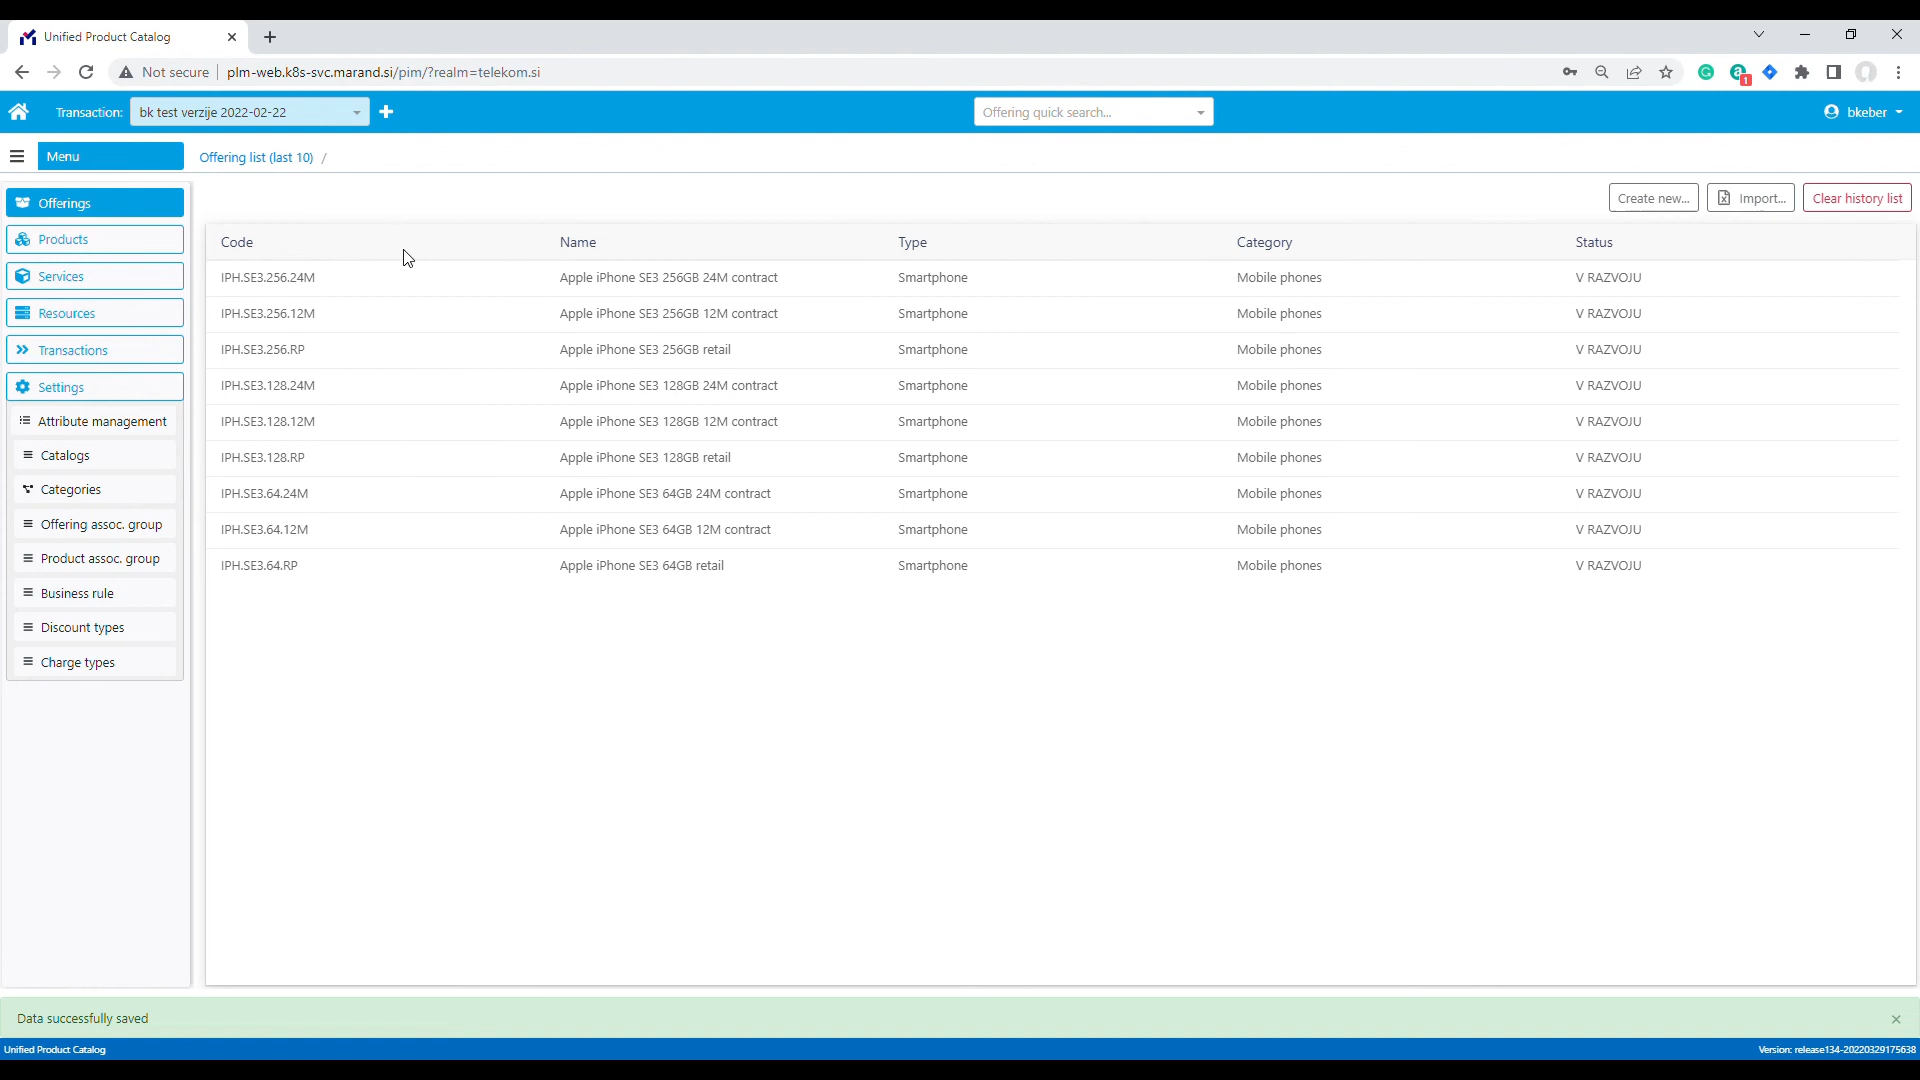 Unified Product Catalog
Not secure plm-web.k8s-svc.marand.si/pim/?realm=telekom.si
1
Transaction: bk test verzije 2022-02-22 Offering quick search... bkeber
Menu Offering list (last 10) /
Offerings
Products
Services
Resources
Transactions
Settings
Attribute management
Catalogs
Categories
Offering assoc. group
Product assoc. group
Business rule
Discount types
Charge types
Create new... Import... Clear history list
Code Name Type Category Status
IPH.SE3.256.24M Apple iPhone SE3 256GB 24M contract Smartphone Mobile phones V RAZVOJU
IPH.SE3.256.12M Apple iPhone SE3 256GB 12M contract Smartphone Mobile phones V RAZVOJU
IPH.SE3.256.RP Apple iPhone SE3 256GB retail Smartphone Mobile phones V RAZVOJU
IPH.SE3.128.24M Apple iPhone SE3 128GB 24M contract Smartphone Mobile phones V RAZVOJU
IPH.SE3.128.12M Apple iPhone SE3 128GB 12M contract Smartphone Mobile phones V RAZVOJU
IPH.SE3.128.RP Apple iPhone SE3 128GB retail Smartphone Mobile phones V RAZVOJU
IPH.SE3.64.24M Apple iPhone SE3 64GB 24M contract Smartphone Mobile phones V RAZVOJU
IPH.SE3.64.12M Apple iPhone SE3 64GB 12M contract Smartphone Mobile phones V RAZVOJU
IPH.SE3.64.RP Apple iPhone SE3 64GB retail Smartphone Mobile phones V RAZVOJU
Data successfully saved
Unified Product Catalog Version: release134-20220329175638